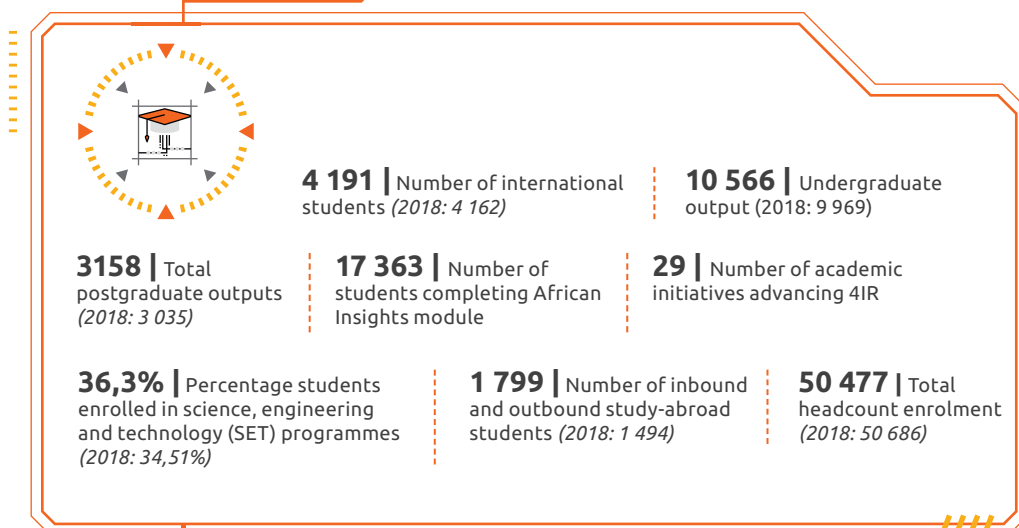 4 191 | Number of international
students (2018: 4 162)
10 566 | Undergraduate
output (2018: 9 969)
3158 | Total
postgraduate outputs
(2018: 3 035)
17 363 | Number of
students completing African
Insights module
29 | Number of academic
initiatives advancing 4IR
36,3% | Percentage students
enrolled in science, engineering
and technology (SET) programmes
(2018: 34,51%)
1 799 | Number of inbound
and outbound study-abroad
students (2018: 1 494)
50 477 | Total
headcount enrolment
(2018: 50 686)